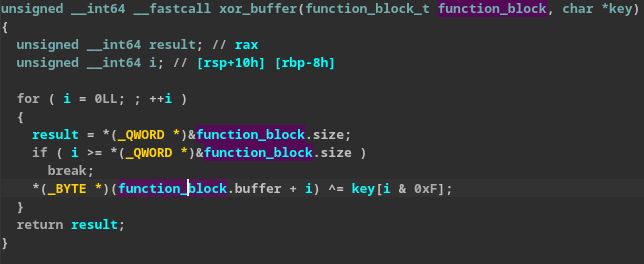 unsigned __int64 __fastcall xor_buffer(function_block_t function_block, char *key)
{
  unsigned __int64 result; // rax
  unsigned __int64 i; // [rsp+10h] [rbp-8h]

  for ( i = 0LL; ; ++i )
  {
    result = *(_QWORD *)&function_block.size;
    if ( i >= *(_QWORD *)&function_block.size )
      break;
    *(_BYTE *)(function_block.buffer + i) ^= key[i & 0xF];
  }
  return result;
}